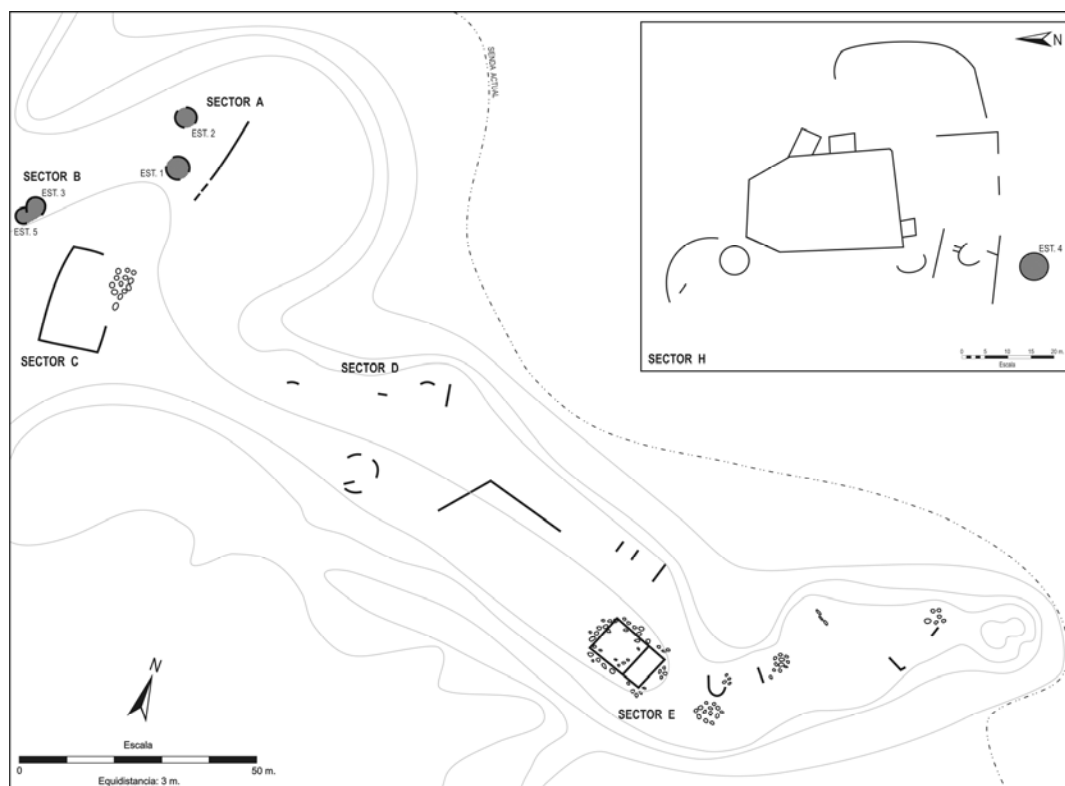 SENDA ACTUAL
SECTOR A
EST. 2
EST. 1
SECTOR B
EST. 3
EST. 5
SECTOR C
SECTOR D
SECTOR E
N
Escala
0 50 m.
Equidistancia: 3 m.
N
EST. 4
SECTOR H
0 5 10 15 20 m.
Escala